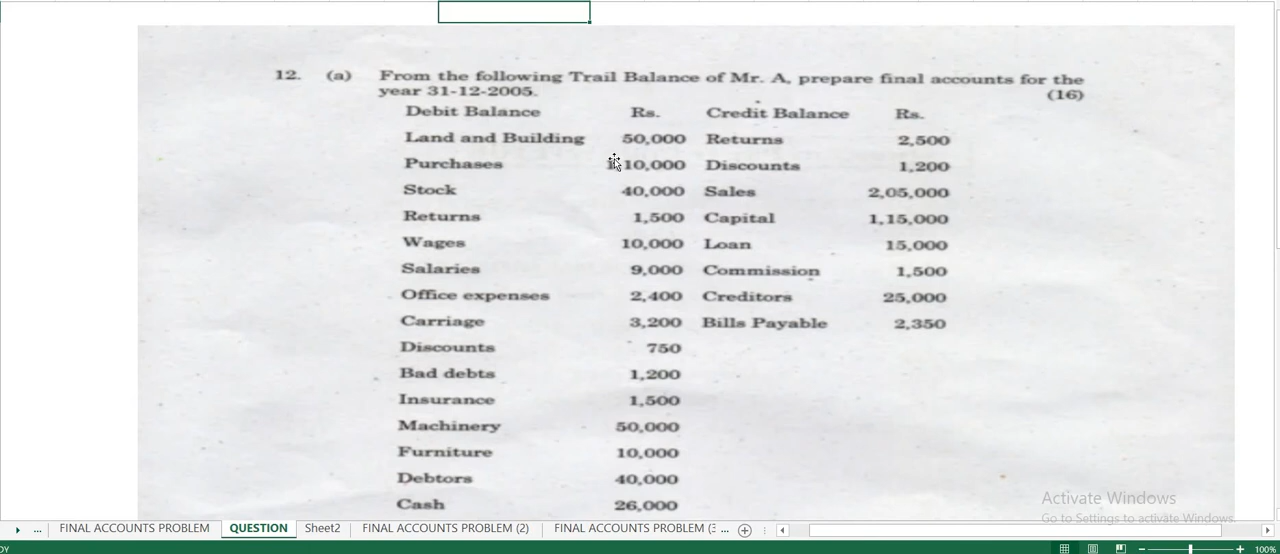 12. (a) From the following Trail Balance of Mr. A, prepare final accounts for the
year 31-12-2005. (16)
Debit Balance Rs. Credit Balance Rs.
Land and Building 50,000 Returns 2,500
Purchases 1,10,000 Discounts 1,200
Stock 40,000 Sales 2,05,000
Returns 1,500 Capital 1,15,000
Wages 10,000 Loan 15,000
Salaries 9,000 Commission 1,500
Office expenses 2,400 Creditors 25,000
Carriage 3,200 Bills Payable 2,350
Discounts 750
Bad debts 1,200
Insurance 1,500
Machinery 50,000
Furniture 10,000
Debtors 40,000
Cash 26,000
Activate Windows
Go to Settings to activate Windows.
... FINAL ACCOUNTS PROBLEM QUESTION Sheet2 FINAL ACCOUNTS PROBLEM (2) FINAL ACCOUNTS PROBLEM (3 ...
DY 100%